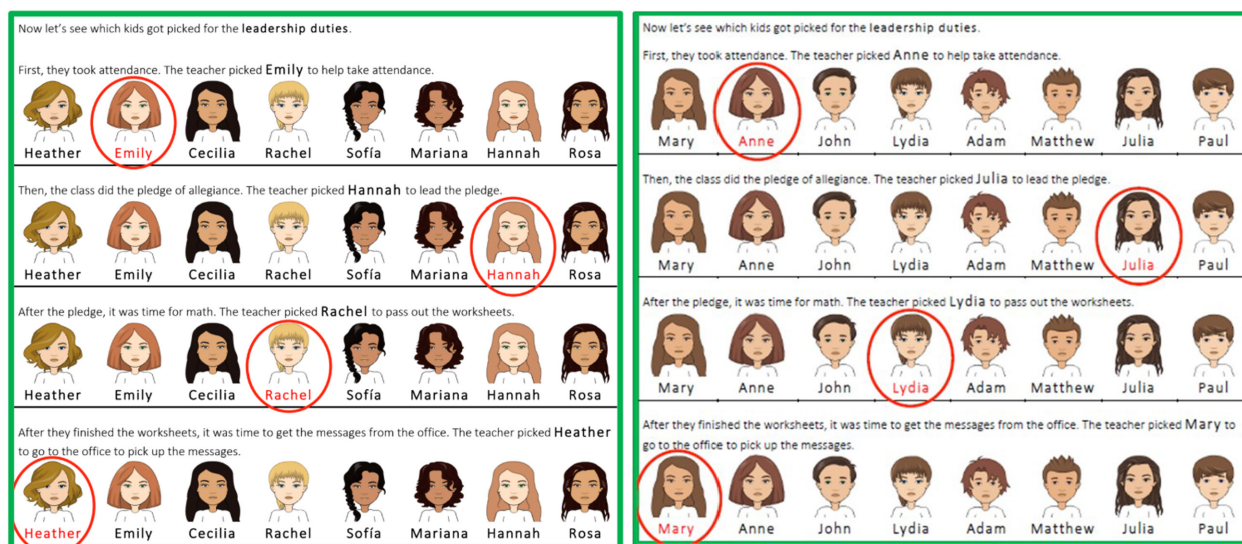 Now let's see which kids got picked for the leadership duties.
First, they took attendance. The teacher picked Emily to help take attendance.
Heather Emily Cecilia Rachel Sofía Mariana Hannah Rosa
Then, the class did the pledge of allegiance. The teacher picked Hannah to lead the pledge.
Heather Emily Cecilia Rachel Sofía Mariana Hannah Rosa
After the pledge, it was time for math. The teacher picked Rachel to pass out the worksheets.
Heather Emily Cecilia Rachel Sofía Mariana Hannah Rosa
After they finished the worksheets, it was time to get the messages from the office. The teacher picked Heather
to go to the office to pick up the messages.
Heather Emily Cecilia Rachel Sofía Mariana Hannah Rosa
Now let's see which kids got picked for the leadership duties.
First, they took attendance. The teacher picked Anne to help take attendance.
Mary Anne John Lydia Adam Matthew Julia Paul
Then, the class did the pledge of allegiance. The teacher picked Julia to lead the pledge.
Mary Anne John Lydia Adam Matthew Julia Paul
After the pledge, it was time for math. The teacher picked Lydia to pass out the worksheets.
Mary Anne John Lydia Adam Matthew Julia Paul
After they finished the worksheets, it was time to get the messages from the office. The teacher picked Mary to
go to the office to pick up the messages.
Mary Anne John Lydia Adam Matthew Julia Paul